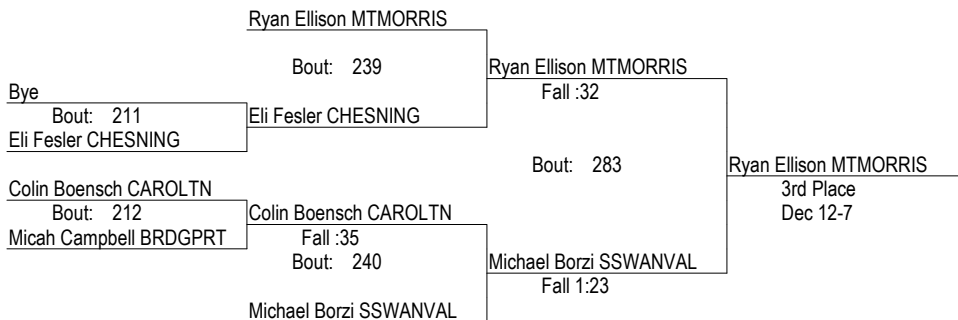 Ryan Ellison MTMORRIS
Bout: 239
Ryan Ellison MTMORRIS
Fall :32
Bye
Bout: 211
Eli Fesler CHESNING
Eli Fesler CHESNING
Bout: 283
Ryan Ellison MTMORRIS
3rd Place
Dec 12-7
Colin Boensch CAROLTN
Bout: 212
Micah Campbell BRDGPRT
Colin Boensch CAROLTN
Fall :35
Bout: 240
Michael Borzi SSWANVAL
Fall 1:23
Michael Borzi SSWANVAL